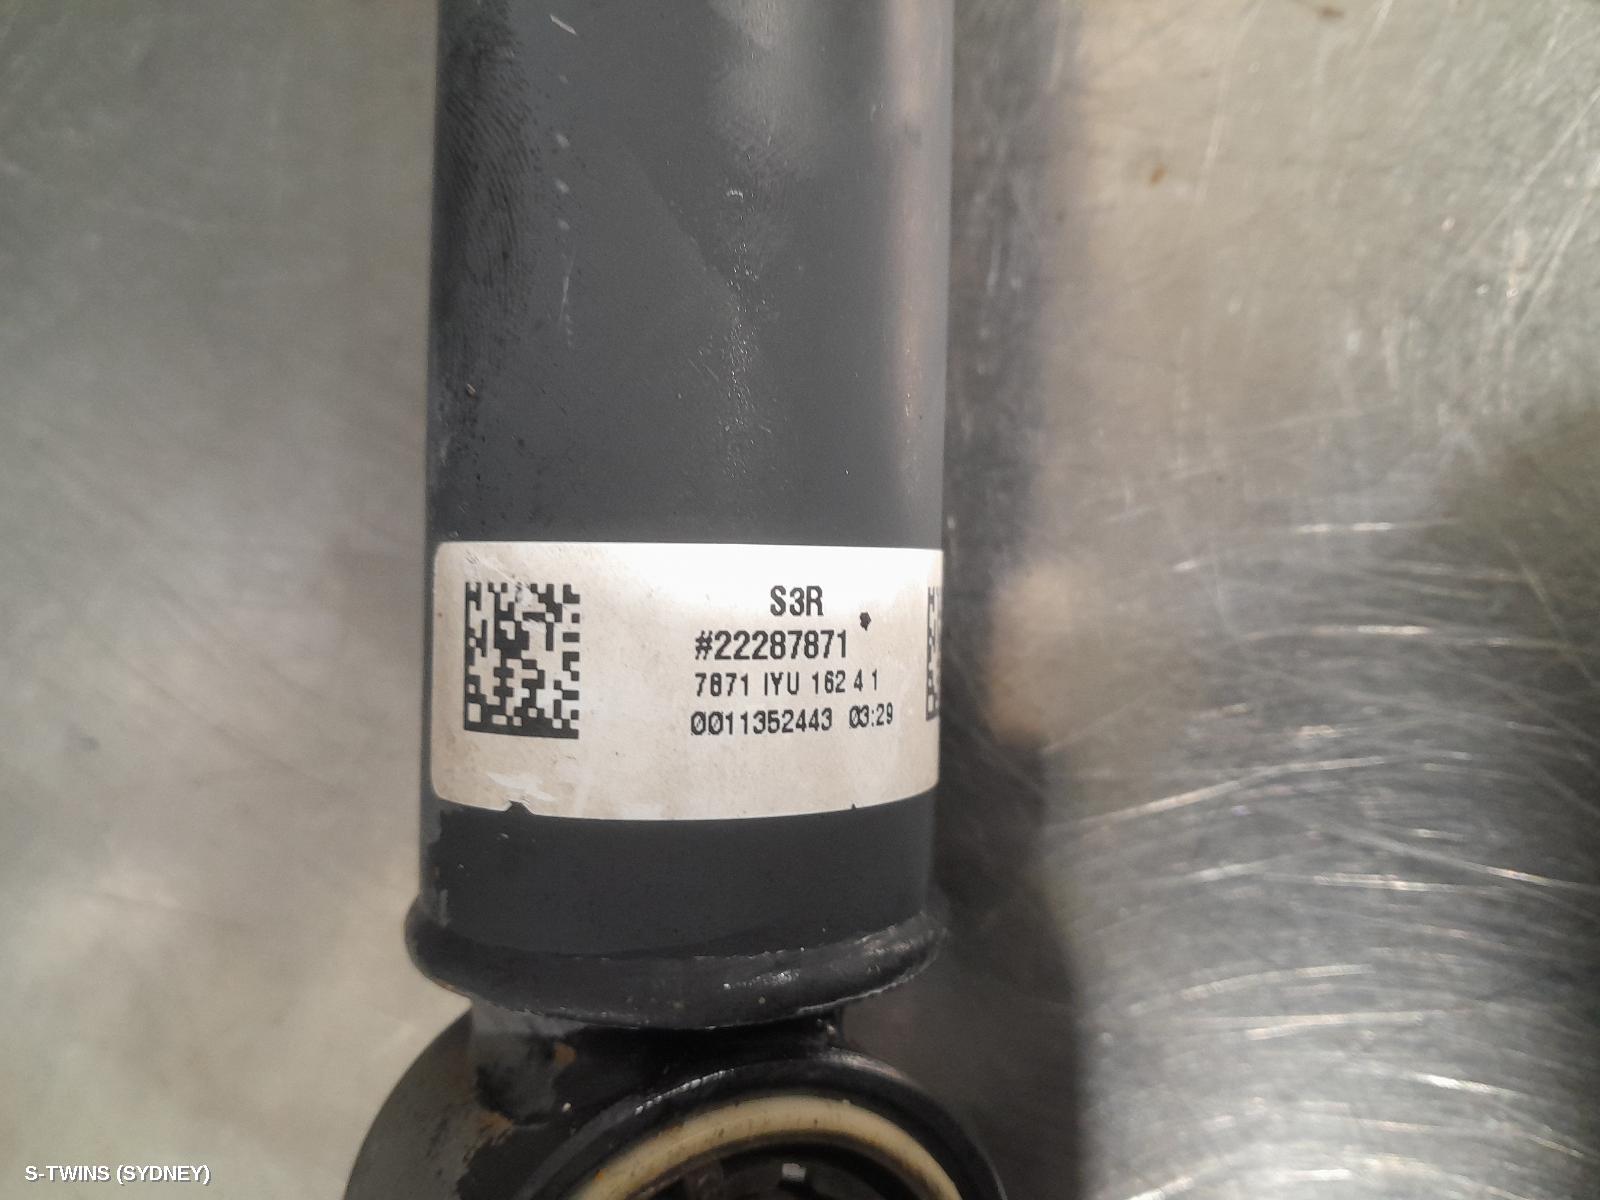 S3R
#22287871
7871 IYU 162 4 1
0011352443 03:29
S-TWINS (SYDNEY)